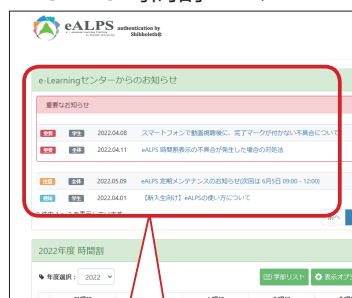 eALPS authentication by
Shibboleth®
e-Learningセンターからのお知らせ
重要なお知らせ
重要 学生 2022.04.08 スマートフォンで動画視聴後に、完了マークが付かない不具合について
重要 全体 2022.04.11 eALPS 時間割表示の不具合が発生した場合の対処法
全体 2022.05.09 eALPS 定期メンテナンスのお知らせ(次回は 6月5日 09:00 - 12:00)
通知 学生 2022.04.01 【新入生向け】eALPSの使い方について
2022年度 時間割
年度選択: 2022
学部リスト 表示オプシ